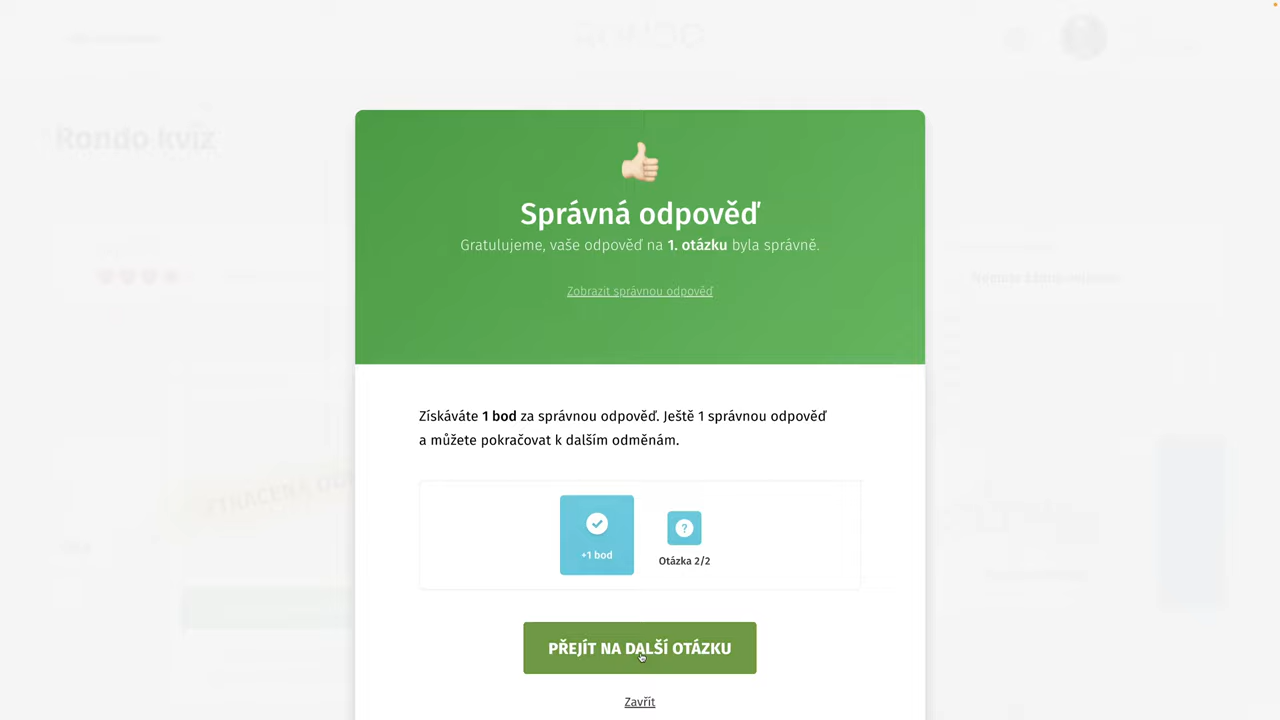 Rondo kvíz
Správná odpověď
Gratulujeme, vaše odpověď na 1. otázku byla správně.
Zobrazit správnou odpověď
Získáváte 1 bod za správnou odpověď. Ještě 1 správnou odpověď
a můžete pokračovat k dalším odměnám.
+1 bod
?
Otázka 2/2
PŘEJÍT NA DALŠÍ OTÁZKU
Zavřít